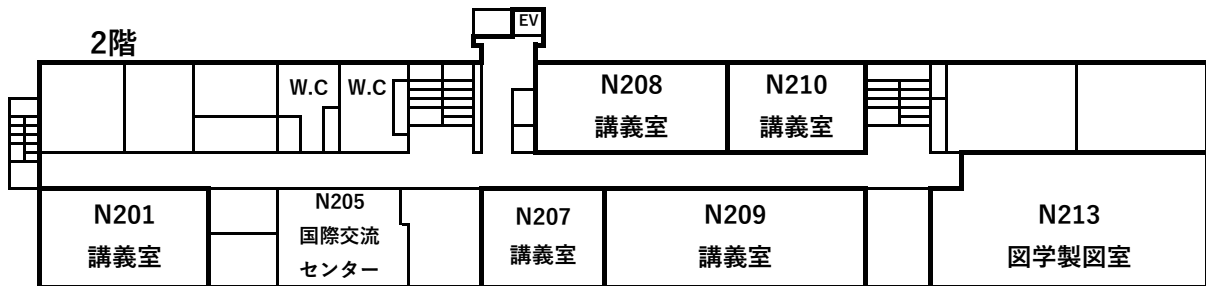 EV
2階
W.C
W.C
N208
講義室
N210
講義室
N201
講義室
N205
国際交流
センター
N207
講義室
N209
講義室
N213
図学製図室